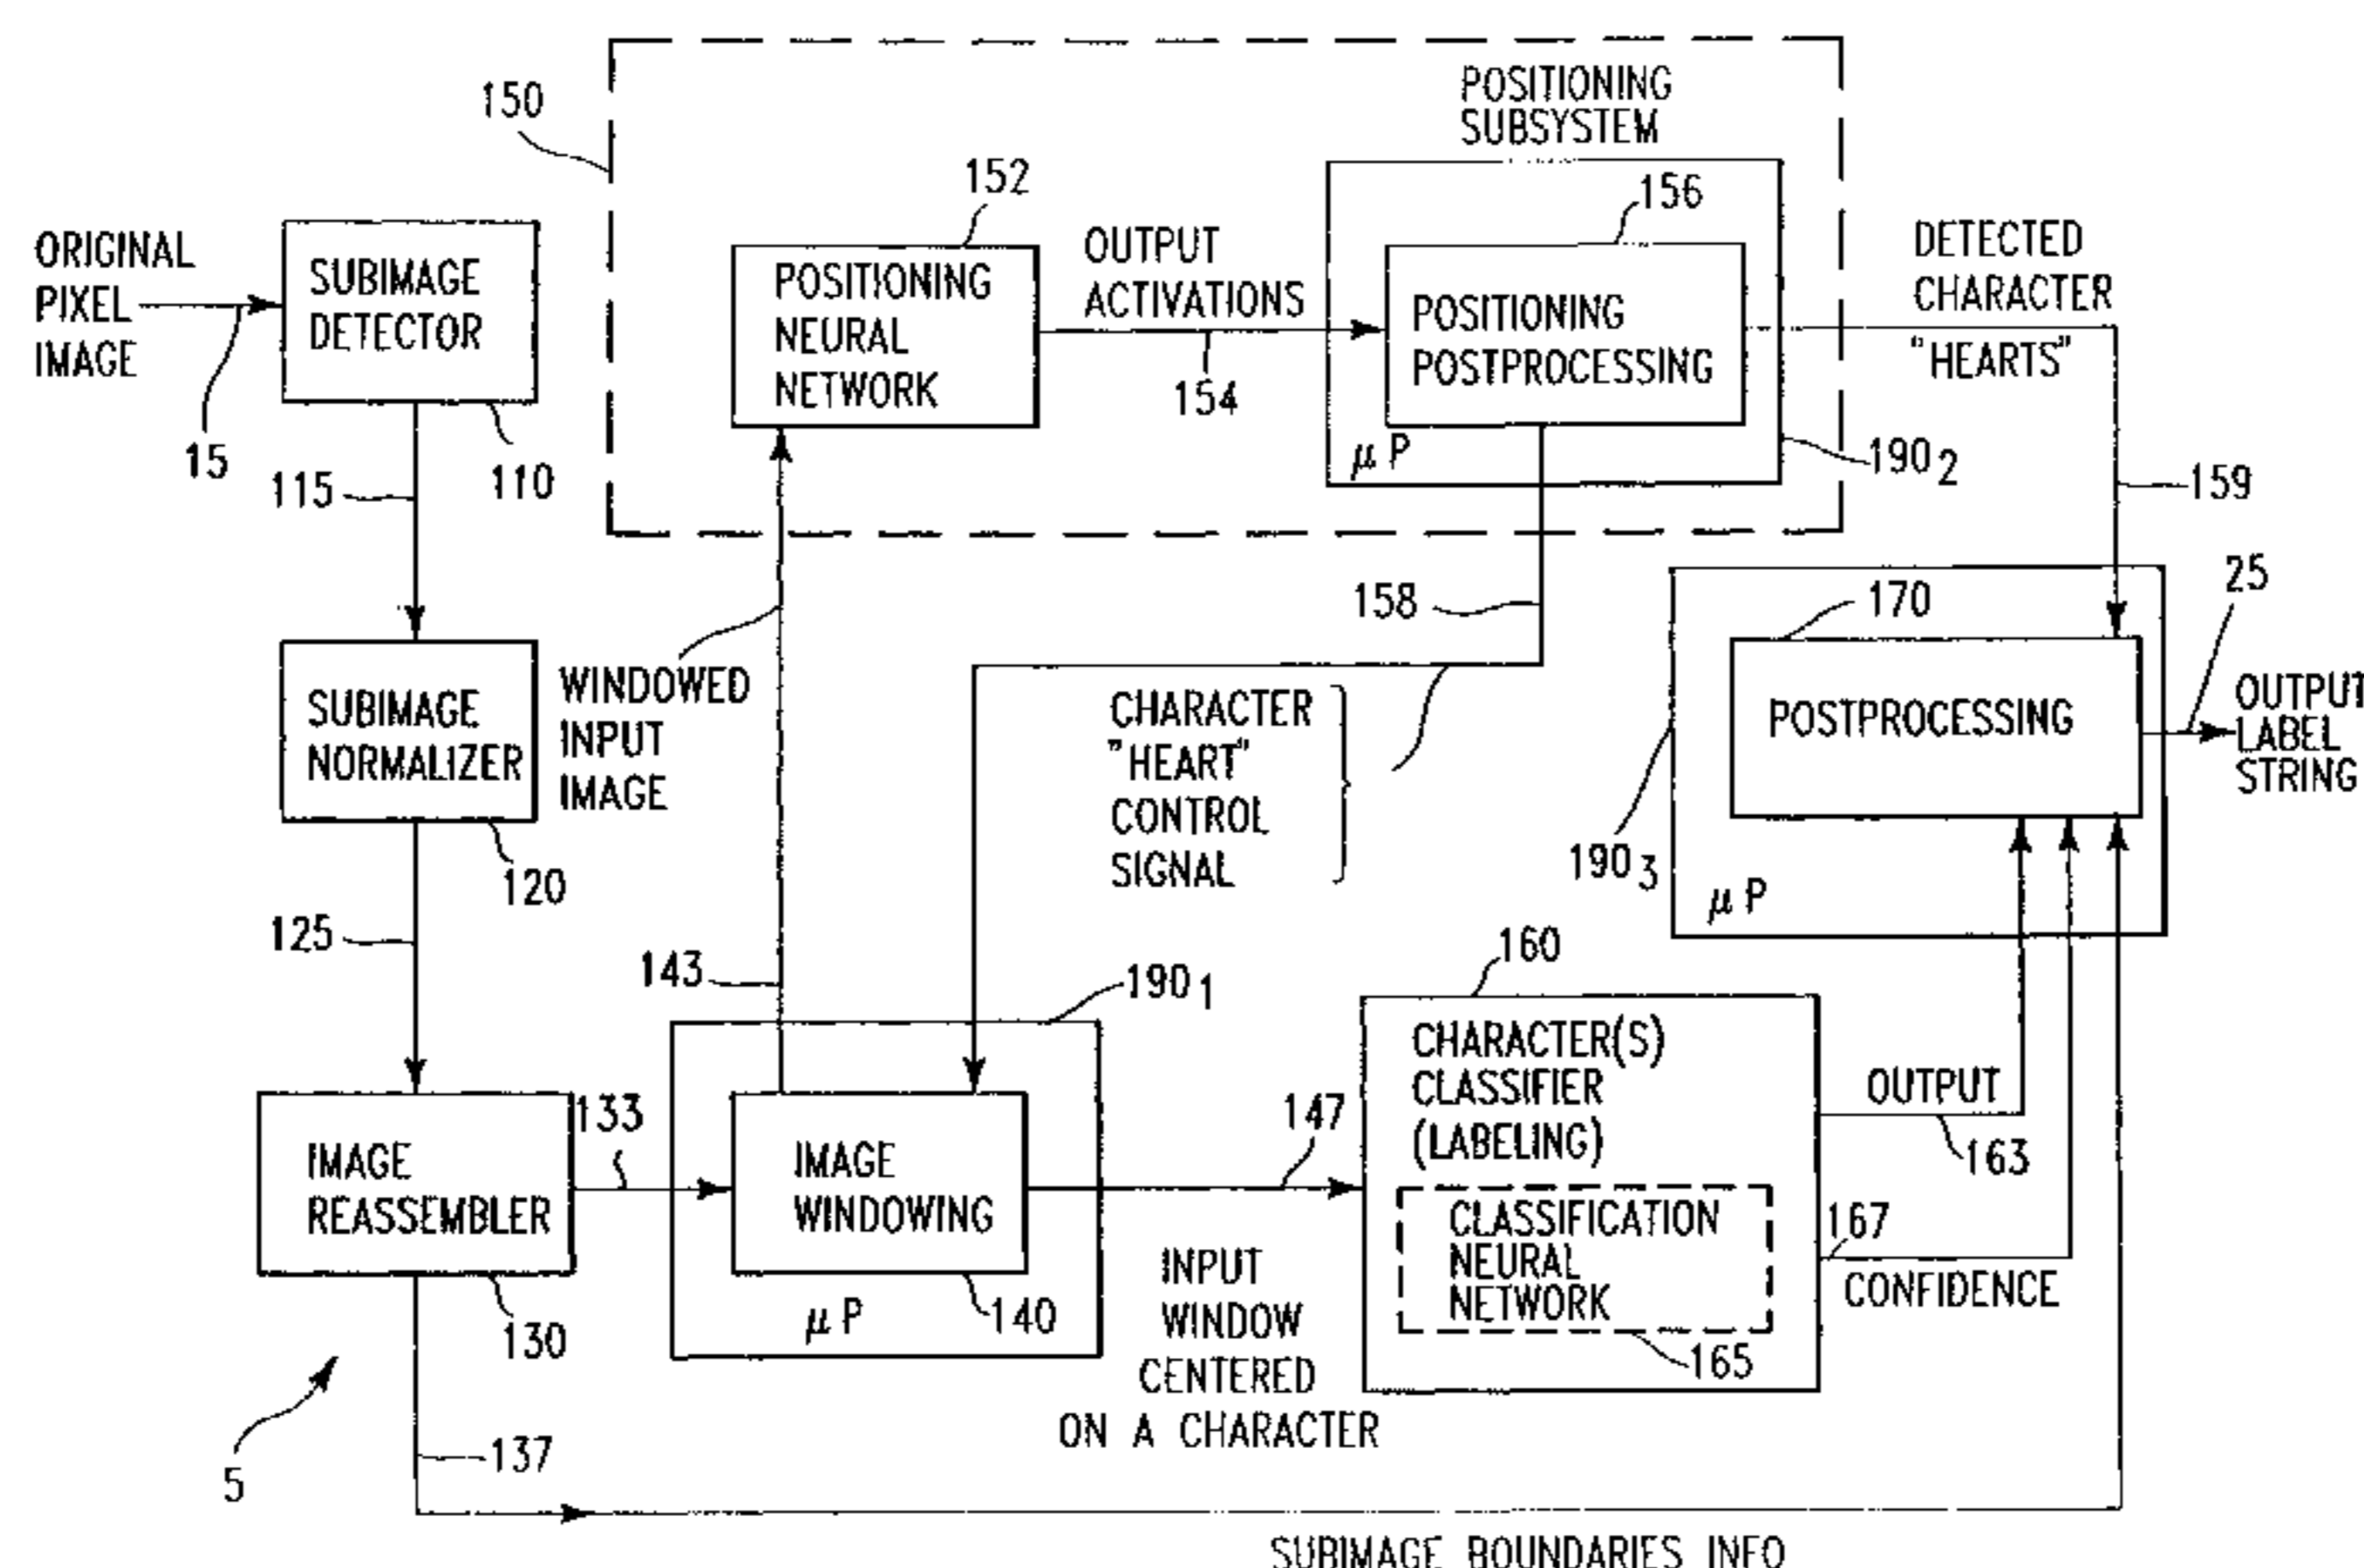 150
POSITIONING
SUBSYSTEM
152
156
ORIGINAL
PIXEL
IMAGE
15
SUBIMAGE
DETECTOR
110
115
POSITIONING
NEURAL
NETWORK
OUTPUT
ACTIVATIONS
154
POSITIONING
POSTPROCESSING
μP
190 2
DETECTED
CHARACTER
"HEARTS"
159
158
170
25
SUBIMAGE
NORMALIZER
120
125
WINDOWED
INPUT
IMAGE
CHARACTER
"HEART"
CONTROL
SIGNAL
POSTPROCESSING
OUTPUT
LABEL
STRING
190 3
μP
143
190 1
160
IMAGE
REASSEMBLER
130
133
IMAGE
WINDOWING
μP
140
147
INPUT
WINDOW
CENTERED
ON A CHARACTER
CHARACTER(S)
CLASSIFIER
(LABELING)
CLASSIFICATION
NEURAL
NETWORK
165
OUTPUT
163
167
CONFIDENCE
5
137
SUBIMAGE BOUNDARIES INFO